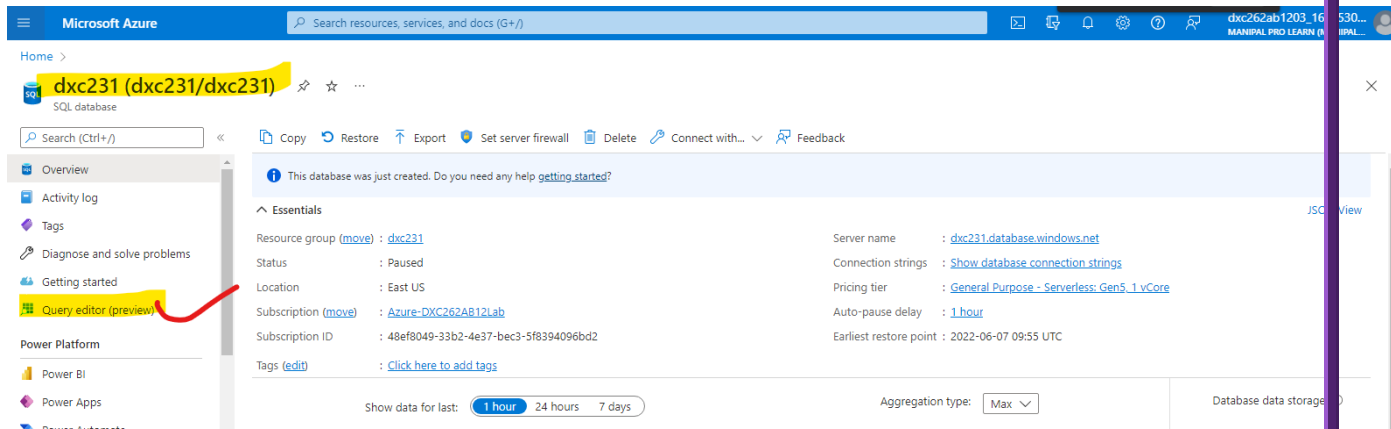 Microsoft Azure
Search resources, services, and docs (G+/)
dxc262ab1203_16
530...
MANIPAL PRO LEARN (M
IPAL...
Home >
dxc231 (dxc231/dxc231)
SQL database
Search (Ctrl+/)
Copy Restore Export Set server firewall Delete Connect with... Feedback
Overview
Activity log
Tags
Diagnose and solve problems
Getting started
Query editor (preview)
Power Platform
Power BI
Power Apps
Power Automate
This database was just created. Do you need any help getting started?
Essentials
View
Resource group (move) : dxc231
Status : Paused
Location : East US
Subscription (move) : Azure-DXC262AB12Lab
Subscription ID : 48ef8049-33b2-4e37-bec3-5f8394096bd2
Tags (edit) : Click here to add tags
Server name : dxc231.database.windows.net
Connection strings : Show database connection strings
Pricing tier : General Purpose - Serverless: Gen5, 1 vCore
Auto-pause delay : 1 hour
Earliest restore point : 2022-06-07 09:55 UTC
Show data for last: 1 hour 24 hours 7 days
Aggregation type: Max
Database data storage